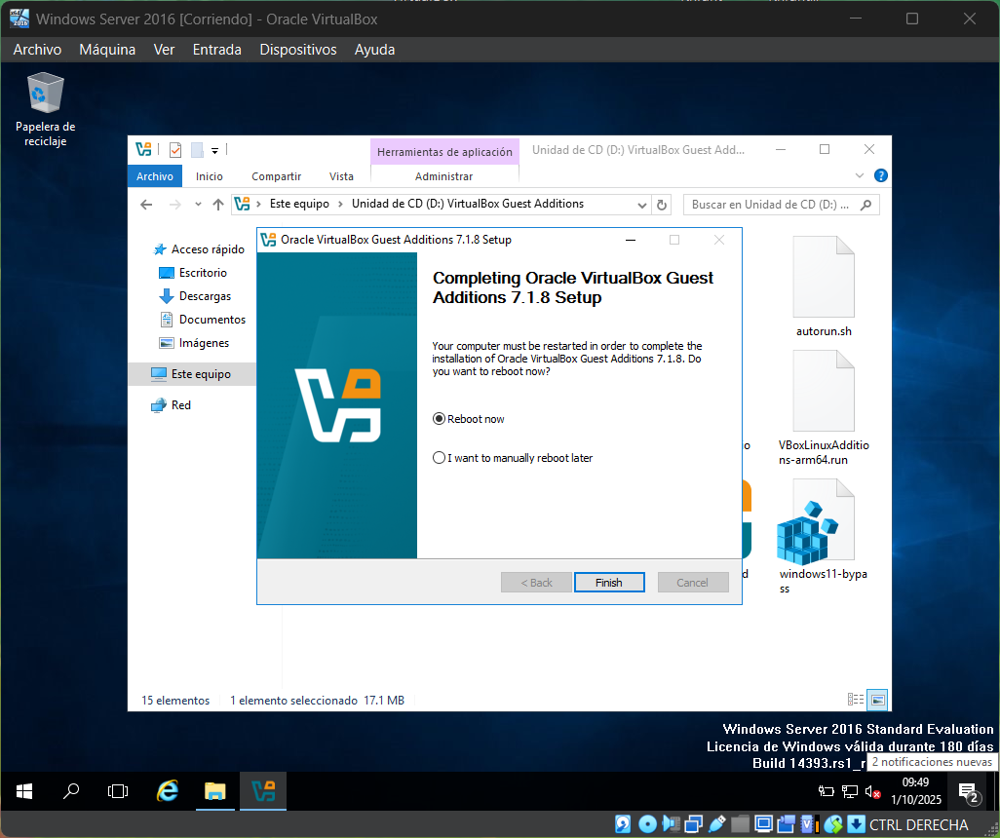 Windows Server 2016 [Corriendo] - Oracle VirtualBox
Archivo Máquina Ver Entrada Dispositivos Ayuda
Papelera de
reciclaje
Herramientas de aplicación
Unidad de CD (D:) VirtualBox Guest Add...
Archivo Inicio Compartir Vista Administrar
Este equipo > Unidad de CD (D:) VirtualBox Guest Additions
Buscar en Unidad de CD (D:) ...
Acceso rápido
Escritorio
Descargas
Documentos
Imágenes
Este equipo
Red
Oracle VirtualBox Guest Additions 7.1.8 Setup
Completing Oracle VirtualBox Guest
Additions 7.1.8 Setup
Your computer must be restarted in order to complete the
installation of Oracle VirtualBox Guest Additions 7.1.8. Do
you want to reboot now?
Reboot now
I want to manually reboot later
< Back Finish Cancel
autorun.sh
VBoxLinuxAdditio
ns-arm64.run
windows11-bypa
ss
15 elementos 1 elemento seleccionado 17.1 MB
Windows Server 2016 Standard Evaluation
Licencia de Windows válida durante 180 días
Build 14393.rs1_r
2 notificaciones nuevas
09:49
1/10/2025
2
CTRL DERECHA